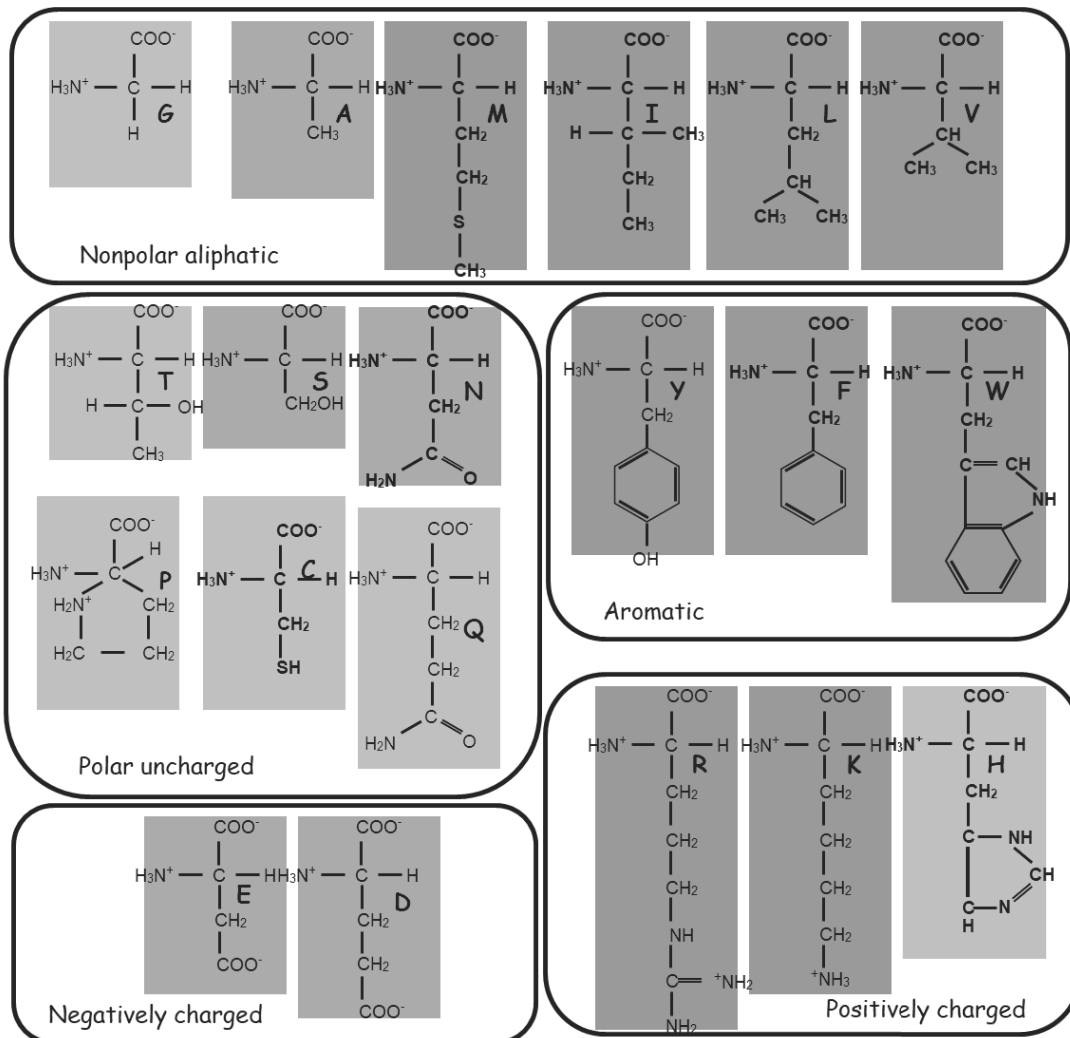 COO⁻ COO⁻ COO⁻ COO⁻ COO⁻ COO⁻
H₃N⁺ C H H₃N⁺ C H H₃N⁺ C H H₃N⁺ C H H₃N⁺ C H H₃N⁺ C H
G A M I L V
H CH₃ CH₂ H C CH₃ CH₂ CH
CH₃ CH₃
CH₂ CH₂ CH
CH₃ CH₃
S CH₃
CH₃
Nonpolar aliphatic
COO⁻ COO⁻ COO⁻
H₃N⁺ C H H₃N⁺ C H H₃N⁺ C H
T S N
H C OH CH₂OH CH₂
CH₃ C
H₂N O
COO⁻ COO⁻ COO⁻
H
H₃N⁺ C H₃N⁺ C H H₃N⁺ C H
P C
H₂N⁺ CH₂ CH₂ CH₂ Q
H₂C CH₂ SH CH₂
C
H₂N O
Polar uncharged
COO⁻ COO⁻ COO⁻
H₃N⁺ C H H₃N⁺ C H H₃N⁺ C H
Y F W
CH₂ CH₂ CH₂
C CH
NH
OH
Aromatic
COO⁻ COO⁻
H₃N⁺ C H H₃N⁺ C H
E D
CH₂ CH₂
COO⁻ CH₂
COO⁻
Negatively charged
COO⁻ COO⁻ COO⁻
H₃N⁺ C H H₃N⁺ C H H₃N⁺ C H
R K H
CH₂ CH₂ CH₂
CH₂ CH₂ C NH
CH
CH₂ CH₂ C N
H
NH CH₂
C ⁺NH₂ ⁺NH₃
NH₂
Positively charged